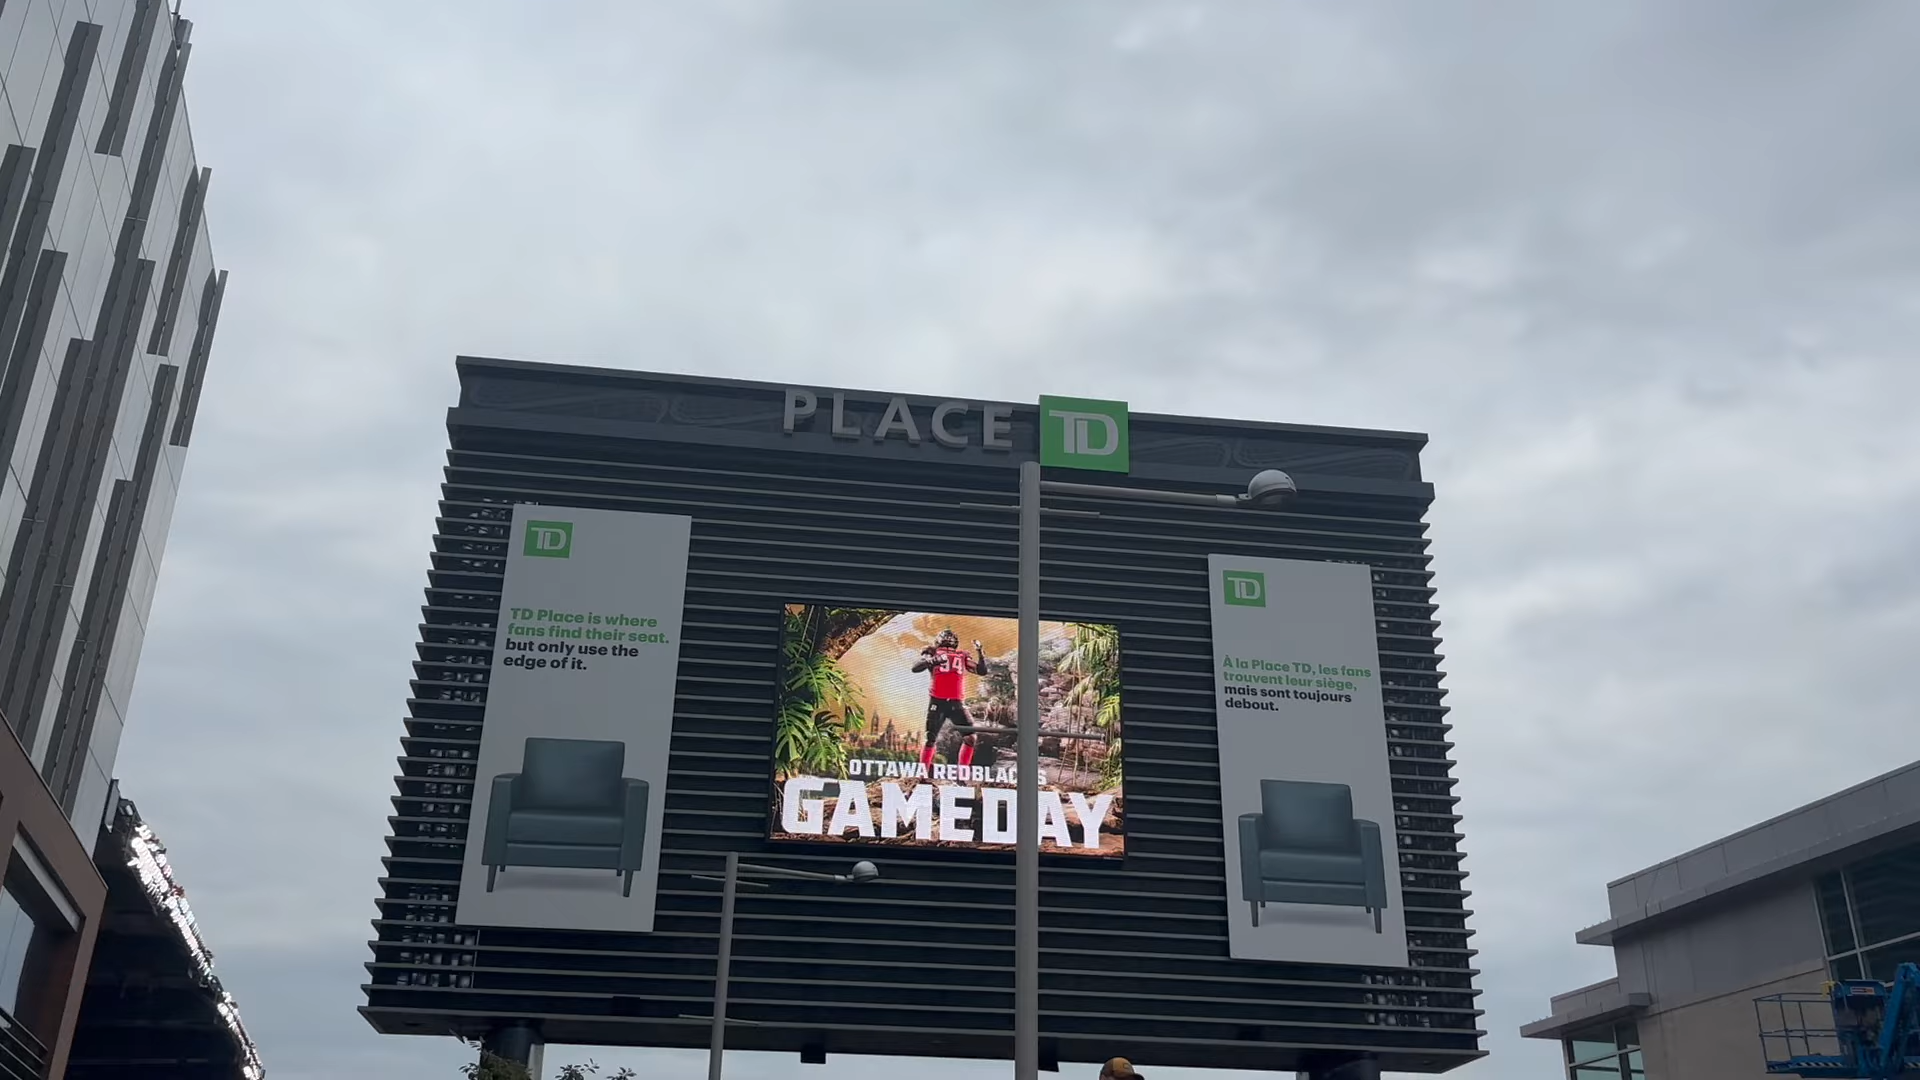 PLACE TD
TD
TD Place is where
fans find their seat.
but only use the
edge of it.
94
OTTAWA REDBLACKS
GAMEDAY
TD
À la Place TD, les fans
trouvent leur siège,
mais sont toujours
debout.